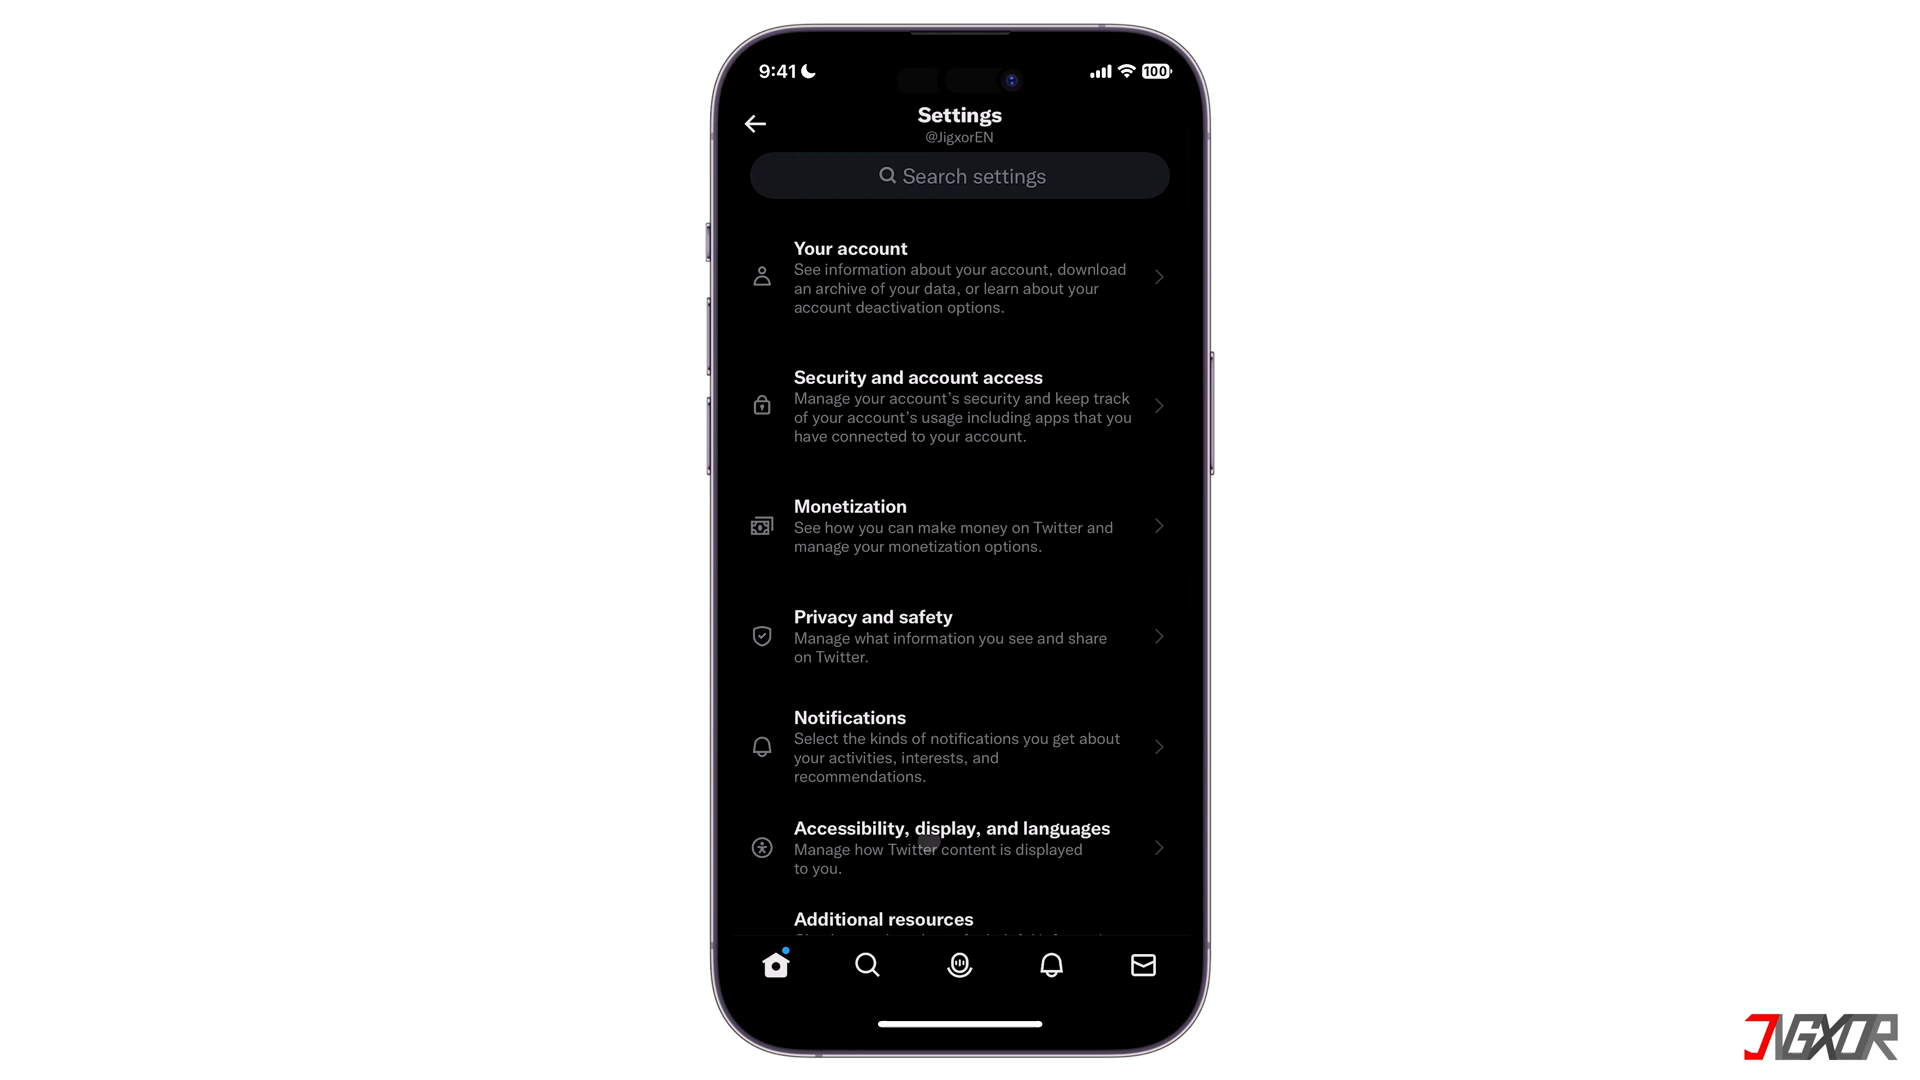 9:41
100
Settings
@JigxorEN
Search settings
Your account
See information about your account, download
an archive of your data, or learn about your
account deactivation options.
Security and account access
Manage your account’s security and keep track
of your account’s usage including apps that you
have connected to your account.
Monetization
See how you can make money on Twitter and
manage your monetization options.
Privacy and safety
Manage what information you see and share
on Twitter.
Notifications
Select the kinds of notifications you get about
your activities, interests, and
recommendations.
Accessibility, display, and languages
Manage how Twitter content is displayed
to you.
Additional resources
JIGXOR